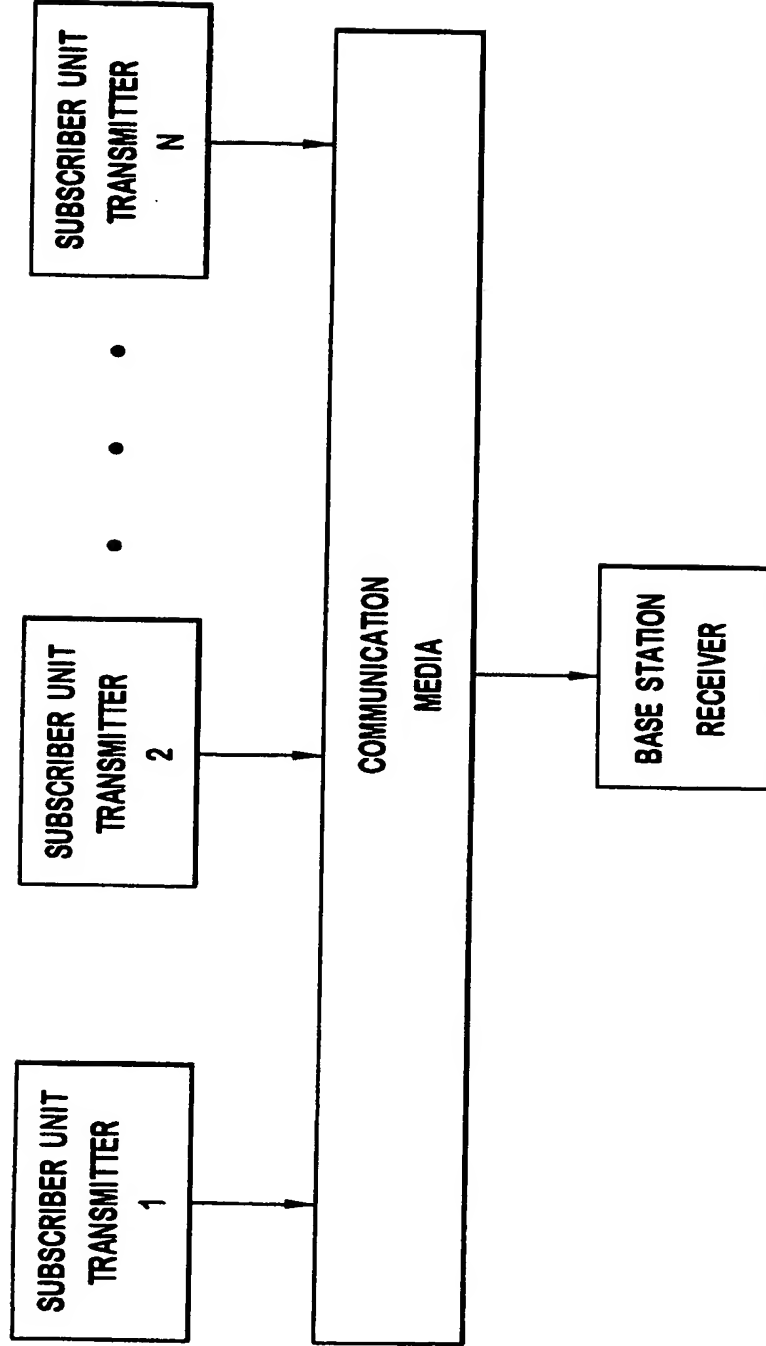 SUBSCRIBER UNIT
TRANSMITTER
1
SUBSCRIBER UNIT
TRANSMITTER
2
SUBSCRIBER UNIT
TRANSMITTER
N
COMMUNICATION
MEDIA
BASE STATION
RECEIVER